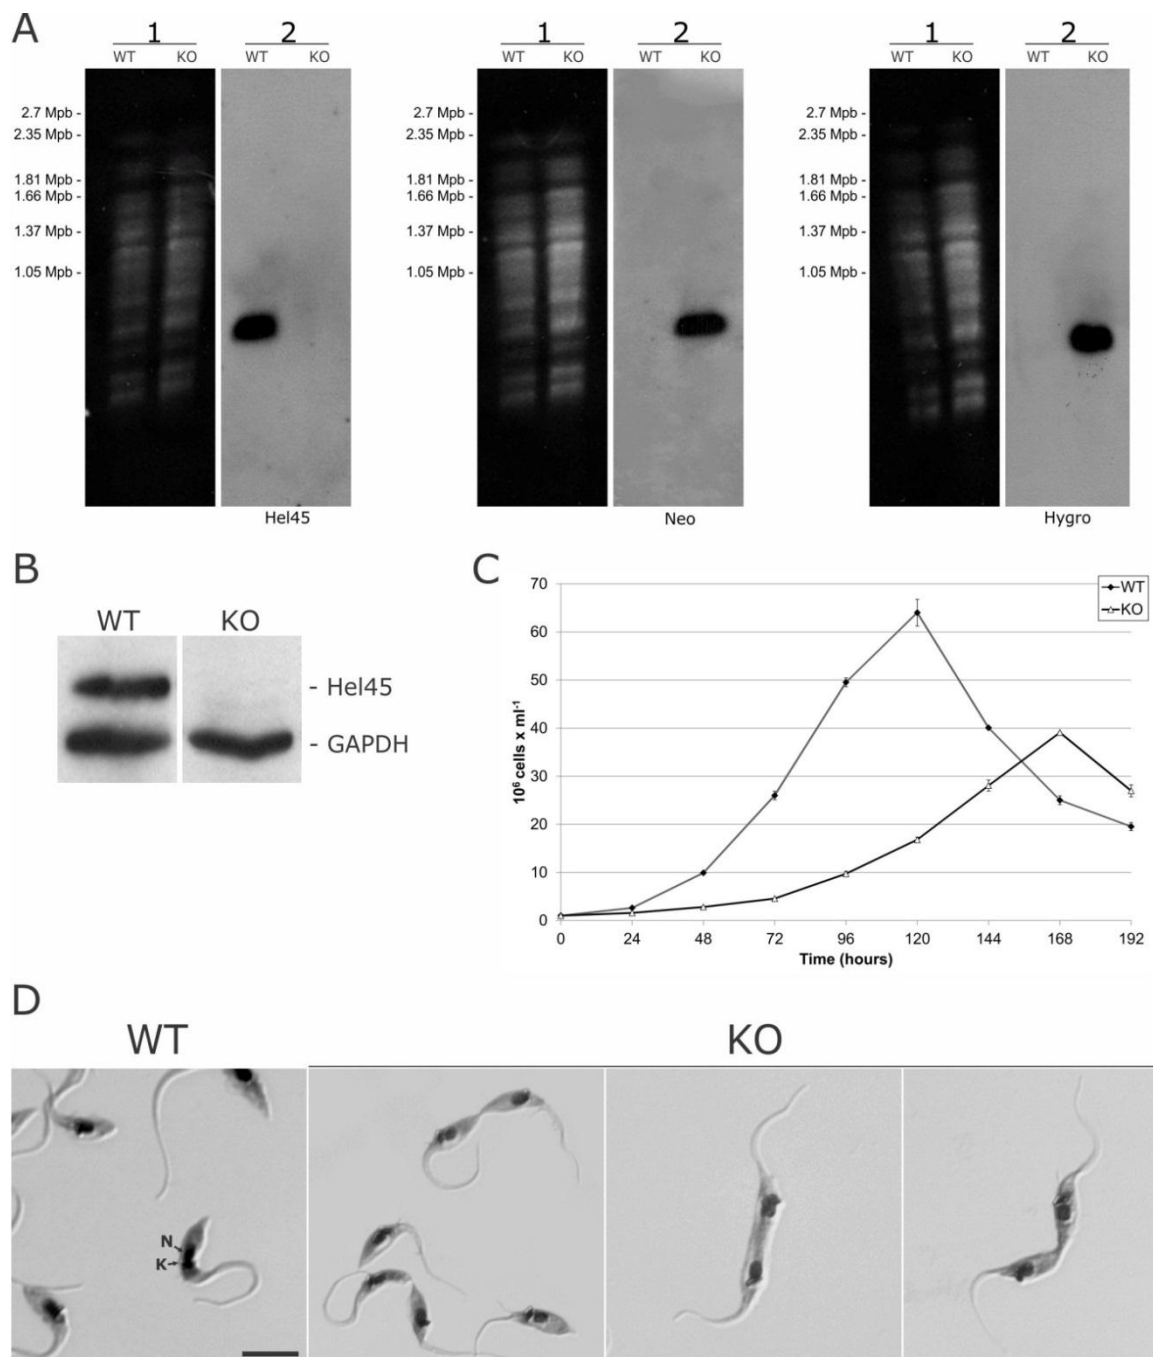 A
1 2 1 2 1 2
WT KO WT KO WT KO WT KO WT KO WT KO
2.7 Mpb - 2.7 Mpb - 2.7 Mpb -
2.35 Mpb - 2.35 Mpb - 2.35 Mpb -
1.81 Mpb - 1.81 Mpb - 1.81 Mpb -
1.66 Mpb - 1.66 Mpb - 1.66 Mpb -
1.37 Mpb - 1.37 Mpb - 1.37 Mpb -
1.05 Mpb - 1.05 Mpb - 1.05 Mpb -
Hel45 Neo Hygro
B
WT KO
- Hel45
- GAPDH
C
70
60
50
40
30
20
10
0
10⁶ cells x ml⁻¹
WT
KO
0 24 48 72 96 120 144 168 192
Time (hours)
D
WT KO
N
K